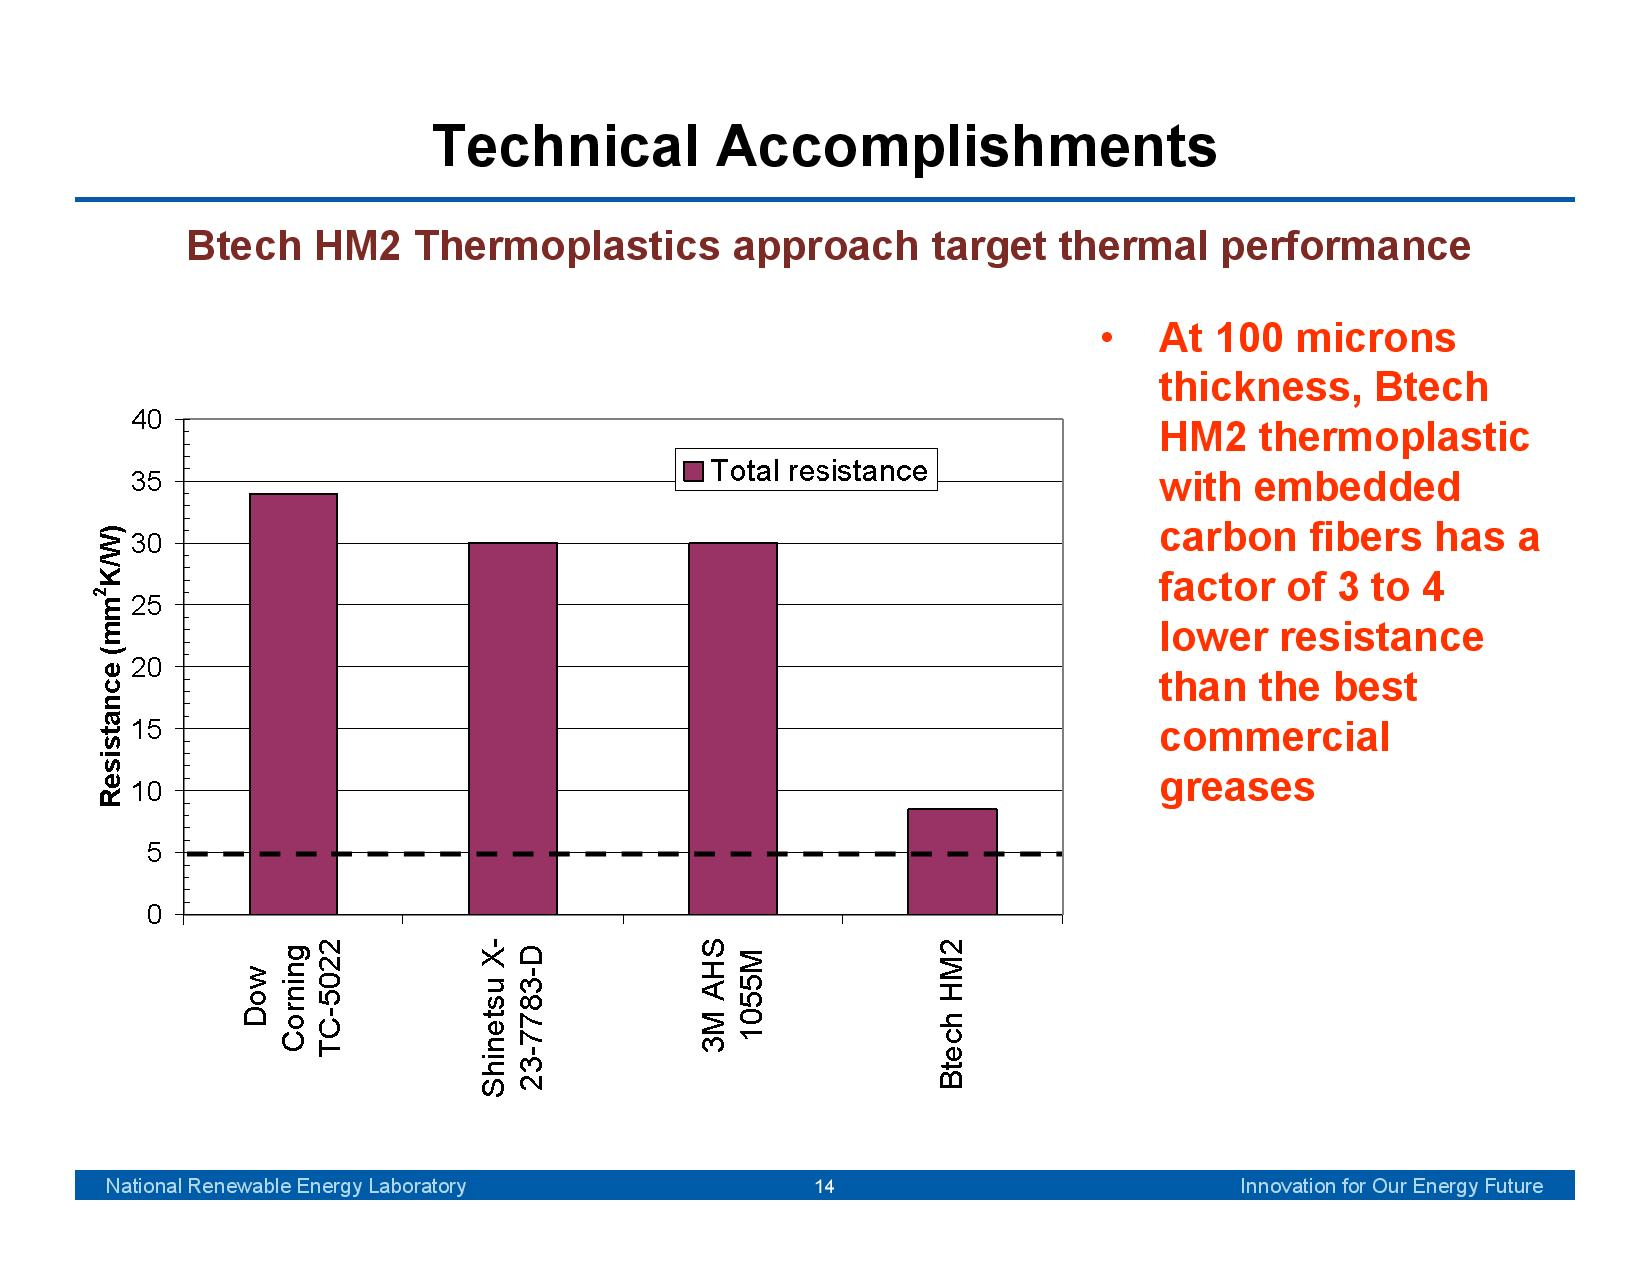 Technical Accomplishments
Btech HM2 Thermoplastics approach target thermal performance
• At 100 microns
thickness, Btech
HM2 thermoplastic
with embedded
carbon fibers has a
factor of 3 to 4
lower resistance
than the best
commercial
greases
Resistance (mm²K/W)
40
35
30
25
20
15
10
5
0
Total resistance
Dow
Corning
TC-5022
Shinetsu X-
23-7783-D
3M AHS
1055M
Btech HM2
National Renewable Energy Laboratory
14
Innovation for Our Energy Future